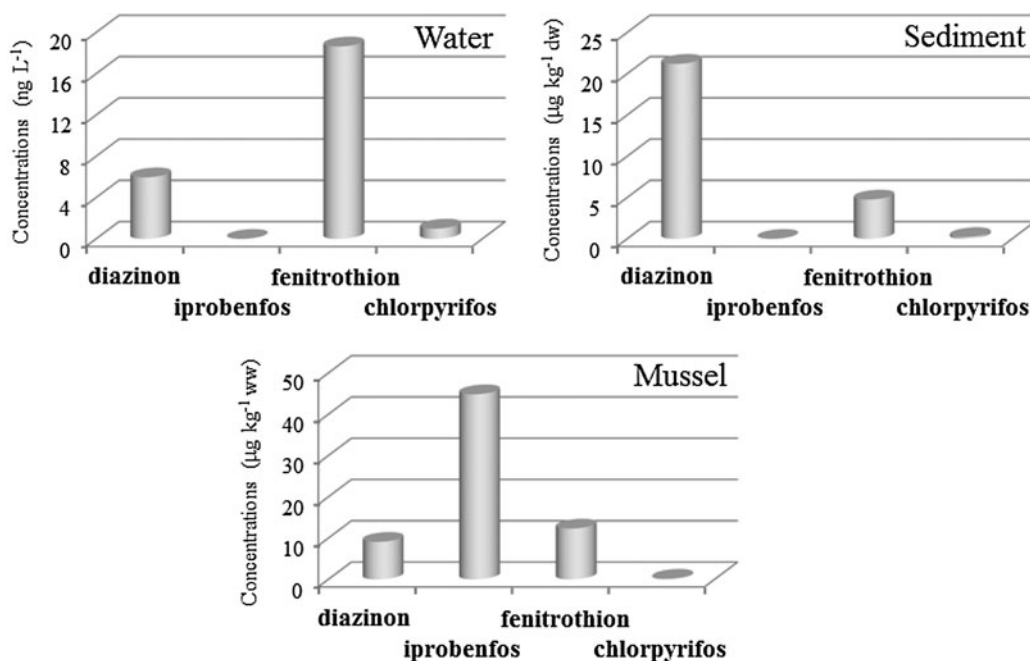 Water
Concentrations (ng L⁻¹)
20
16
12
8
4
0
diazinon
iprobenfos
fenitrothion
chlorpyrifos
Sediment
Concentrations (µg kg⁻¹ dw)
25
20
15
10
5
0
diazinon
iprobenfos
fenitrothion
chlorpyrifos
Mussel
Concentrations (µg kg⁻¹ ww)
50
40
30
20
10
0
diazinon
iprobenfos
fenitrothion
chlorpyrifos